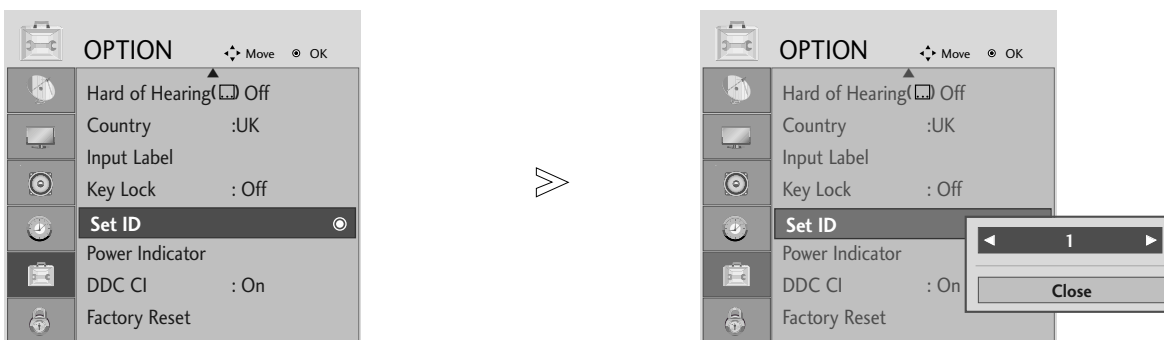 OPTION Move OK
Hard of Hearing( ) Off
Country :UK
Input Label
Key Lock : Off
Set ID
Power Indicator
DDC CI : On
Factory Reset
OPTION Move OK
Hard of Hearing( ) Off
Country :UK
Input Label
Key Lock : Off
Set ID
◄ 1 ►
Power Indicator
DDC CI : On
Close
Factory Reset